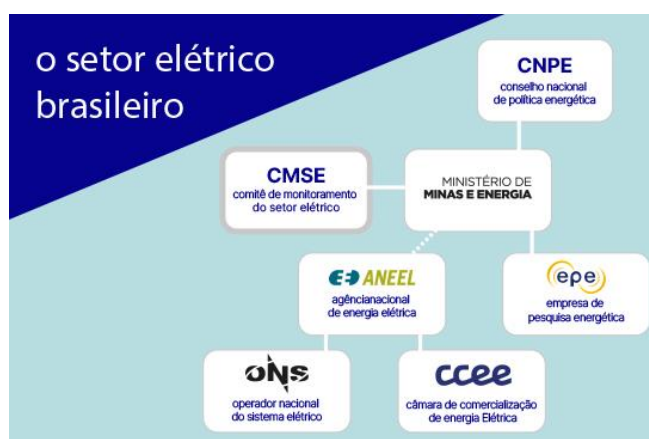 o setor elétrico
brasileiro
CNPE
conselho nacional
de política energética
CMSE
comitê de monitoramento
do setor elétrico
MINISTÉRIO DE
MINAS E ENERGIA
ANEEL
agêncianacional
de energia elétrica
epe
empresa de
pesquisa energética
ONS
operador nacional
do sistema elétrico
ccee
câmara de comercialização
de energia Elétrica